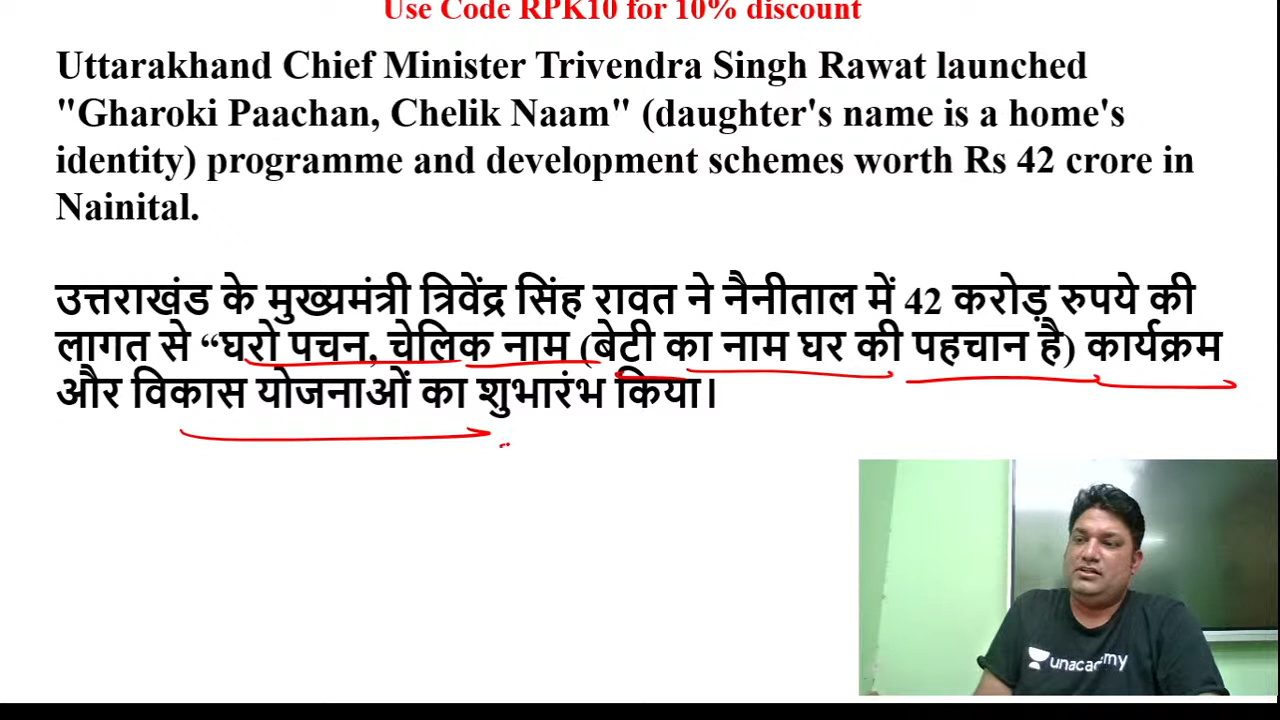 Use Code RPK10 for 10% discount
Uttarakhand Chief Minister Trivendra Singh Rawat launched
"Gharoki Paachan, Chelik Naam" (daughter's name is a home's
identity) programme and development schemes worth Rs 42 crore in
Nainital.
उत्तराखंड के मुख्यमंत्री त्रिवेंद्र सिंह रावत ने नैनीताल में 42 करोड़ रुपये की
लागत से “घरो पचन, चेलिक नाम (बेटी का नाम घर की पहचान है) कार्यक्रम
और विकास योजनाओं का शुभारंभ किया।
unacademy